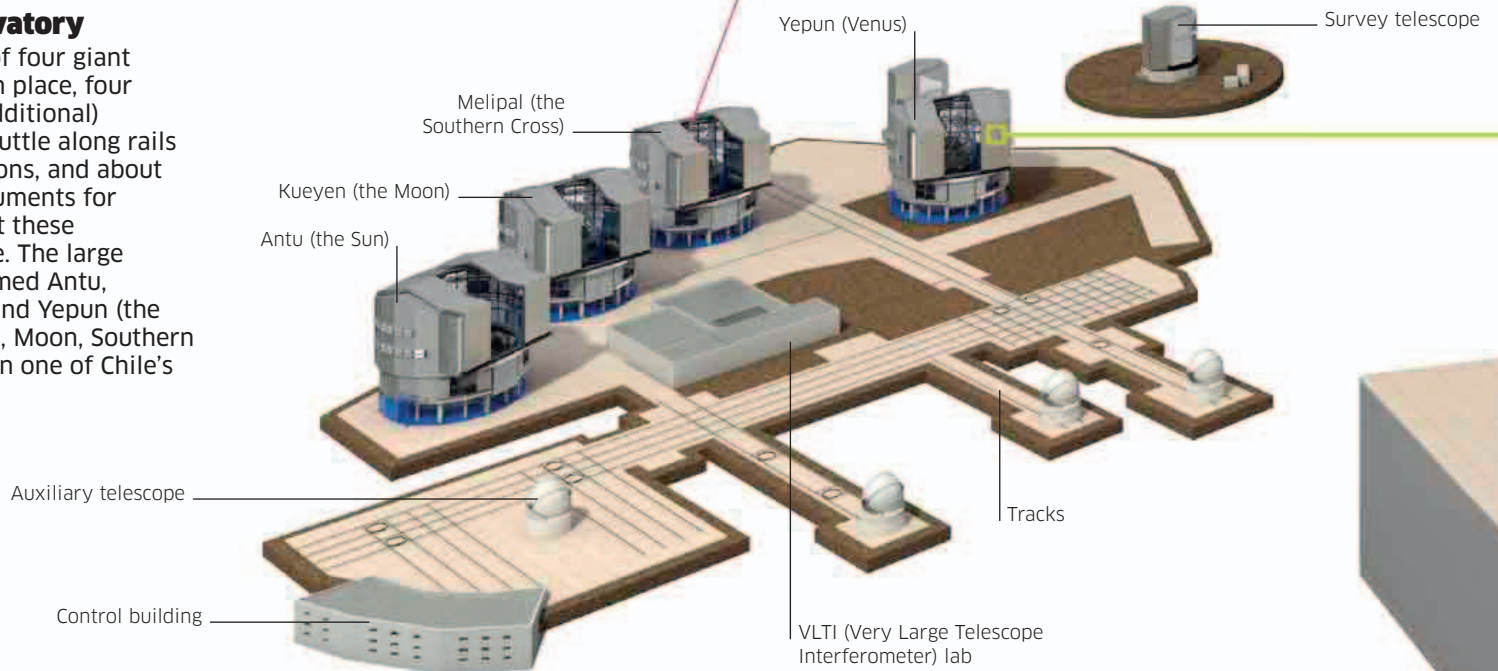 vatory
of four giant
n place, four
dditional)
uttle along rails
ons, and about
uments for
t these
e. The large
med Antu,
nd Yepun (the
, Moon, Southern
n one of Chile's
Yepun (Venus)
Survey telescope
Melipal (the
Southern Cross)
Kueyen (the Moon)
Antu (the Sun)
Auxiliary telescope
Tracks
Control building
VLTI (Very Large Telescope
Interferometer) lab